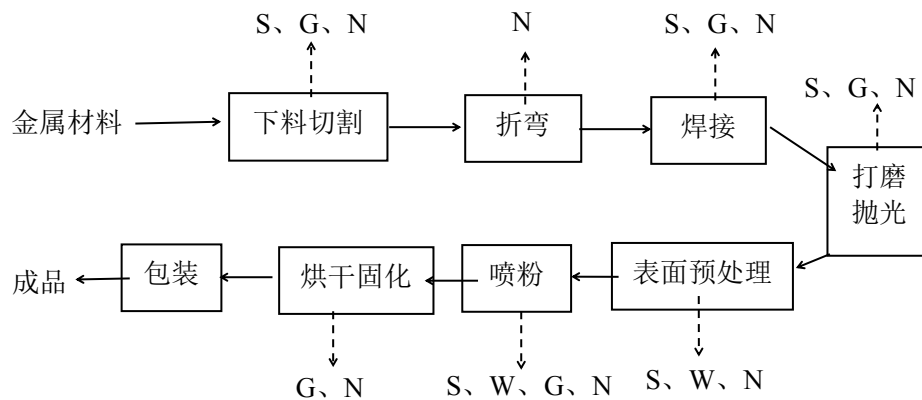 S、G、N
N
S、G、N
S、G、N
金属材料
下料切割
折弯
焊接
打磨
抛光
成品
包装
烘干固化
喷粉
表面预处理
G、N
S、W、G、N
S、W、N